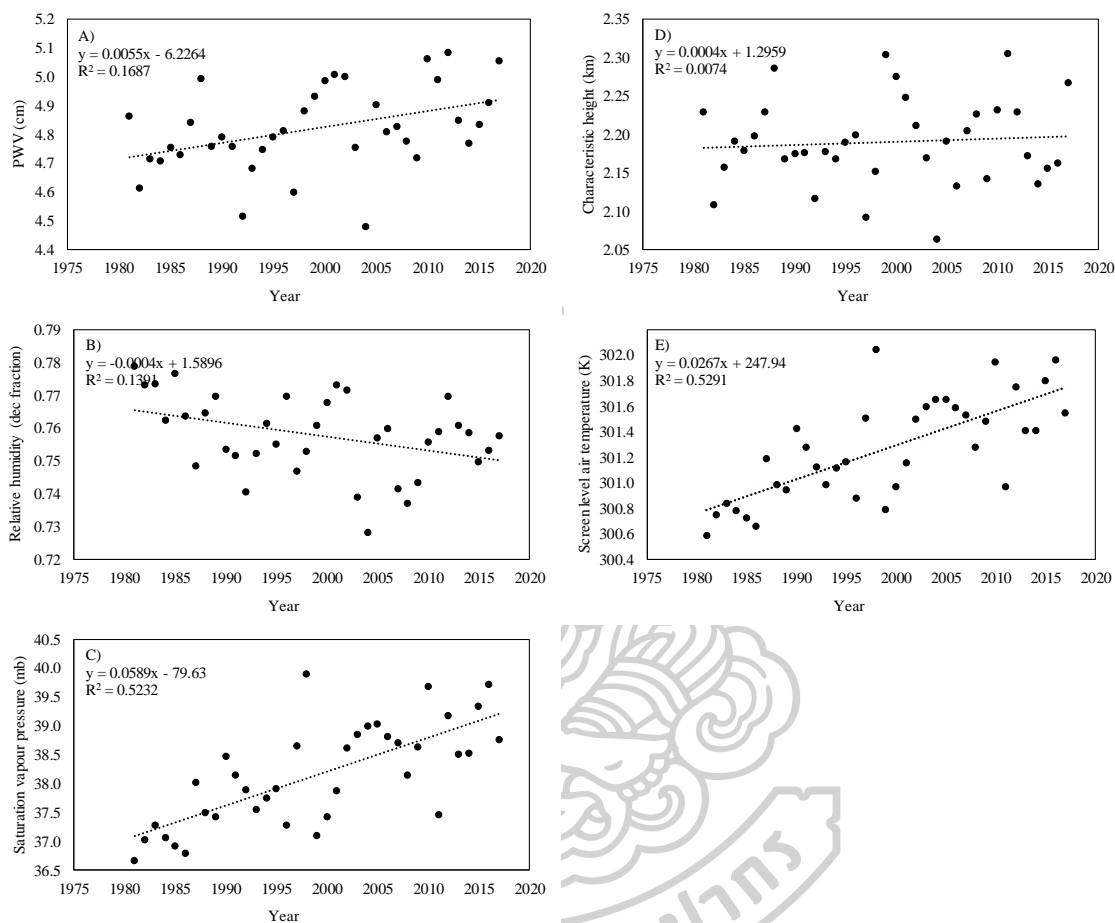 A)
y = 0.0055x - 6.2264
R² = 0.1687
PWV (cm)
5.2
5.1
5.0
4.9
4.8
4.7
4.6
4.5
4.4
1975 1980 1985 1990 1995 2000 2005 2010 2015 2020
Year
D)
y = 0.0004x + 1.2959
R² = 0.0074
Characteristic height (km)
2.35
2.30
2.25
2.20
2.15
2.10
2.05
1975 1981 1986 1991 1995 2000 2005 2010 2015 2020
Year
B)
y = -0.0004x + 1.5896
R² = 0.1391
Relative humidity (dec fraction)
0.79
0.78
0.77
0.76
0.75
0.74
0.73
0.72
1975 1980 1985 1990 1995 2000 2005 2010 2015 2020
Year
E)
y = 0.0267x + 247.94
R² = 0.5291
Screen level air temperature (K)
302.0
301.8
301.6
301.4
301.2
301.0
300.8
300.6
300.4
1975 1980 1985 1990 1995 2000 2005 2010 2015 2020
Year
C)
y = 0.0589x - 79.63
R² = 0.5232
Saturation vapour pressure (mb)
40.5
40.0
39.5
39.0
38.5
38.0
37.5
37.0
36.5
1975 1980 1985 1990 1995 2000 2005 2010 2015 2020
Year